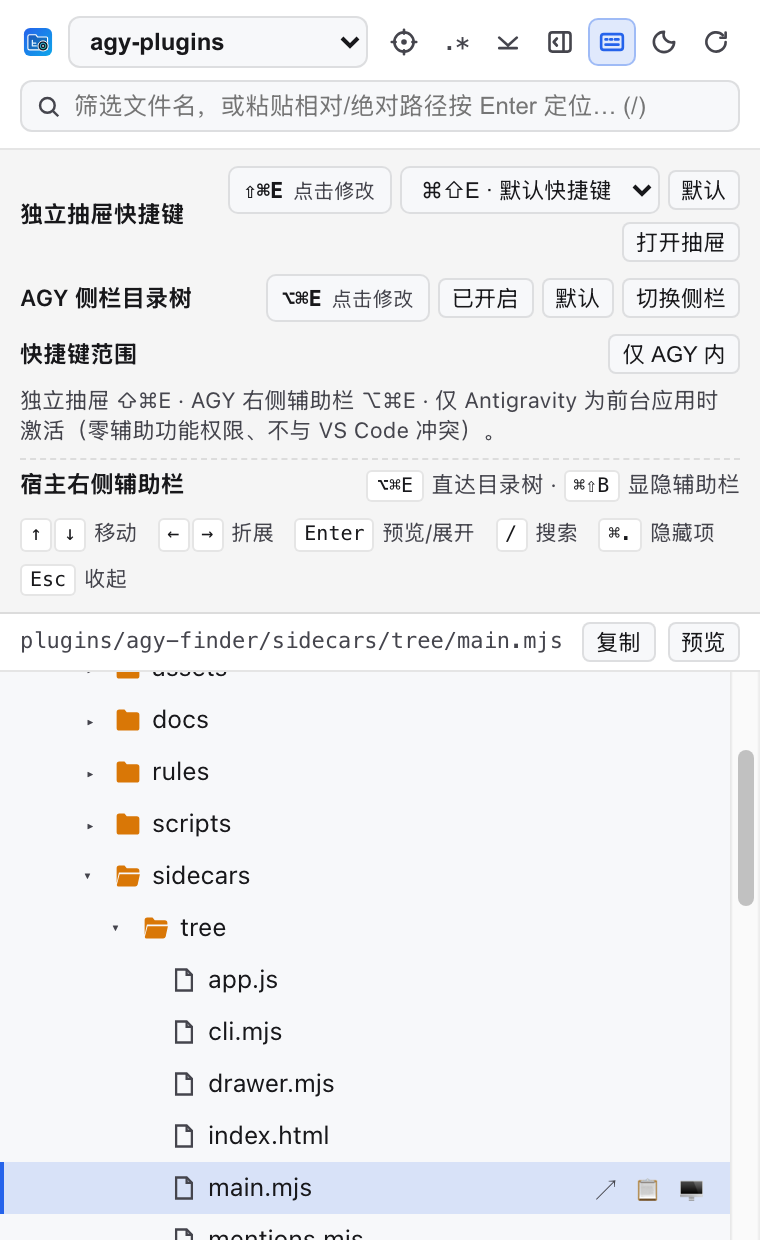 agy-plugins
.*
筛选文件名，或粘贴相对/绝对路径按 Enter 定位… (/)
独立抽屉快捷键
⇧⌘E 点击修改
⌘⇧E · 默认快捷键
默认
打开抽屉
AGY 侧栏目录树
⌥⌘E 点击修改
已开启
默认
切换侧栏
快捷键范围
仅 AGY 内
独立抽屉 ⇧⌘E · AGY 右侧辅助栏 ⌥⌘E · 仅 Antigravity 为前台应用时
激活（零辅助功能权限、不与 VS Code 冲突）。
宿主右侧辅助栏
⌥⌘E 直达目录树 · ⌘⇧B 显隐辅助栏
↑ ↓ 移动 ← → 折展 Enter 预览/展开 / 搜索 ⌘. 隐藏项
Esc 收起
plugins/agy-finder/sidecars/tree/main.mjs
复制
预览
assets
docs
rules
scripts
sidecars
tree
app.js
cli.mjs
drawer.mjs
index.html
main.mjs
mentions.mjs